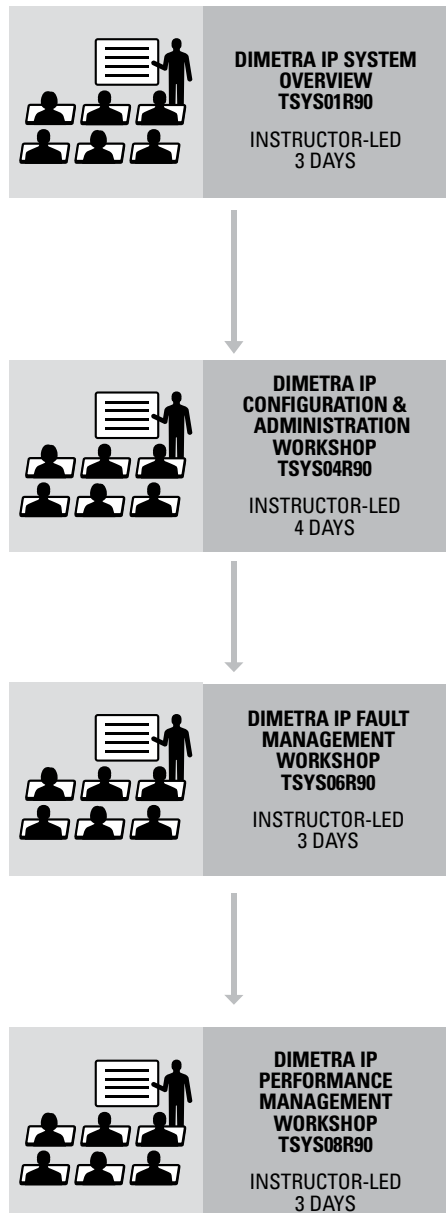 DIMETRA IP SYSTEM
OVERVIEW
TSYS01R90
INSTRUCTOR-LED
3 DAYS
DIMETRA IP
CONFIGURATION &
ADMINISTRATION
WORKSHOP
TSYS04R90
INSTRUCTOR-LED
4 DAYS
DIMETRA IP FAULT
MANAGEMENT
WORKSHOP
TSYS06R90
INSTRUCTOR-LED
3 DAYS
DIMETRA IP
PERFORMANCE
MANAGEMENT
WORKSHOP
TSYS08R90
INSTRUCTOR-LED
3 DAYS